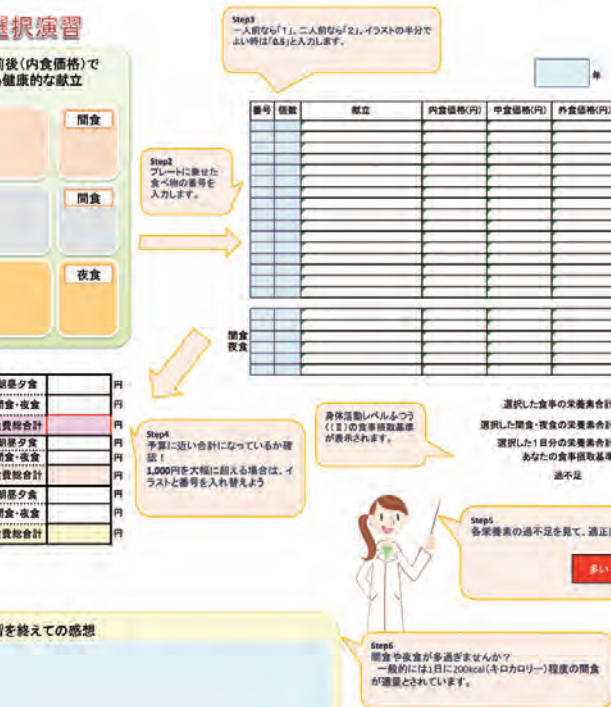 選択演習
前後(内食価格)で
る健康的な献立
間食
間食
夜食
Step3
一人前なら「1」、二人前なら「2」、イラストの半分で
よい時は「0.5」と入力します。
年
Step2
プレートに乗せた
食べ物の番号を
入力します。
番号 個数 献立 内食価格(円) 中食価格(円) 外食価格(円)
間食
夜食
朝昼夕食 円
間食・夜食 円
食費総合計 円
朝昼夕食 円
間食・夜食 円
食費総合計 円
朝昼夕食 円
間食・夜食 円
食費総合計 円
Step4
予算に近い合計になっているか確
認！
1,000円を大幅に超える場合は、イ
ラストと番号を入れ替えよう
身体活動レベルふつう
(（Ⅱ）の食事摂取基準
が表示されます。
選択した食事の栄養素合計
選択した間食・夜食の栄養素合計
選択した1日分の栄養素合計
あなたの食事摂取基準
過不足
Step5
各栄養素の過不足を見て、適正
多い
習を終えての感想
Step6
間食や夜食が多過ぎませんか？
一般的には1日に200kcal(キロカロリー)程度の間食
が適量とされています。